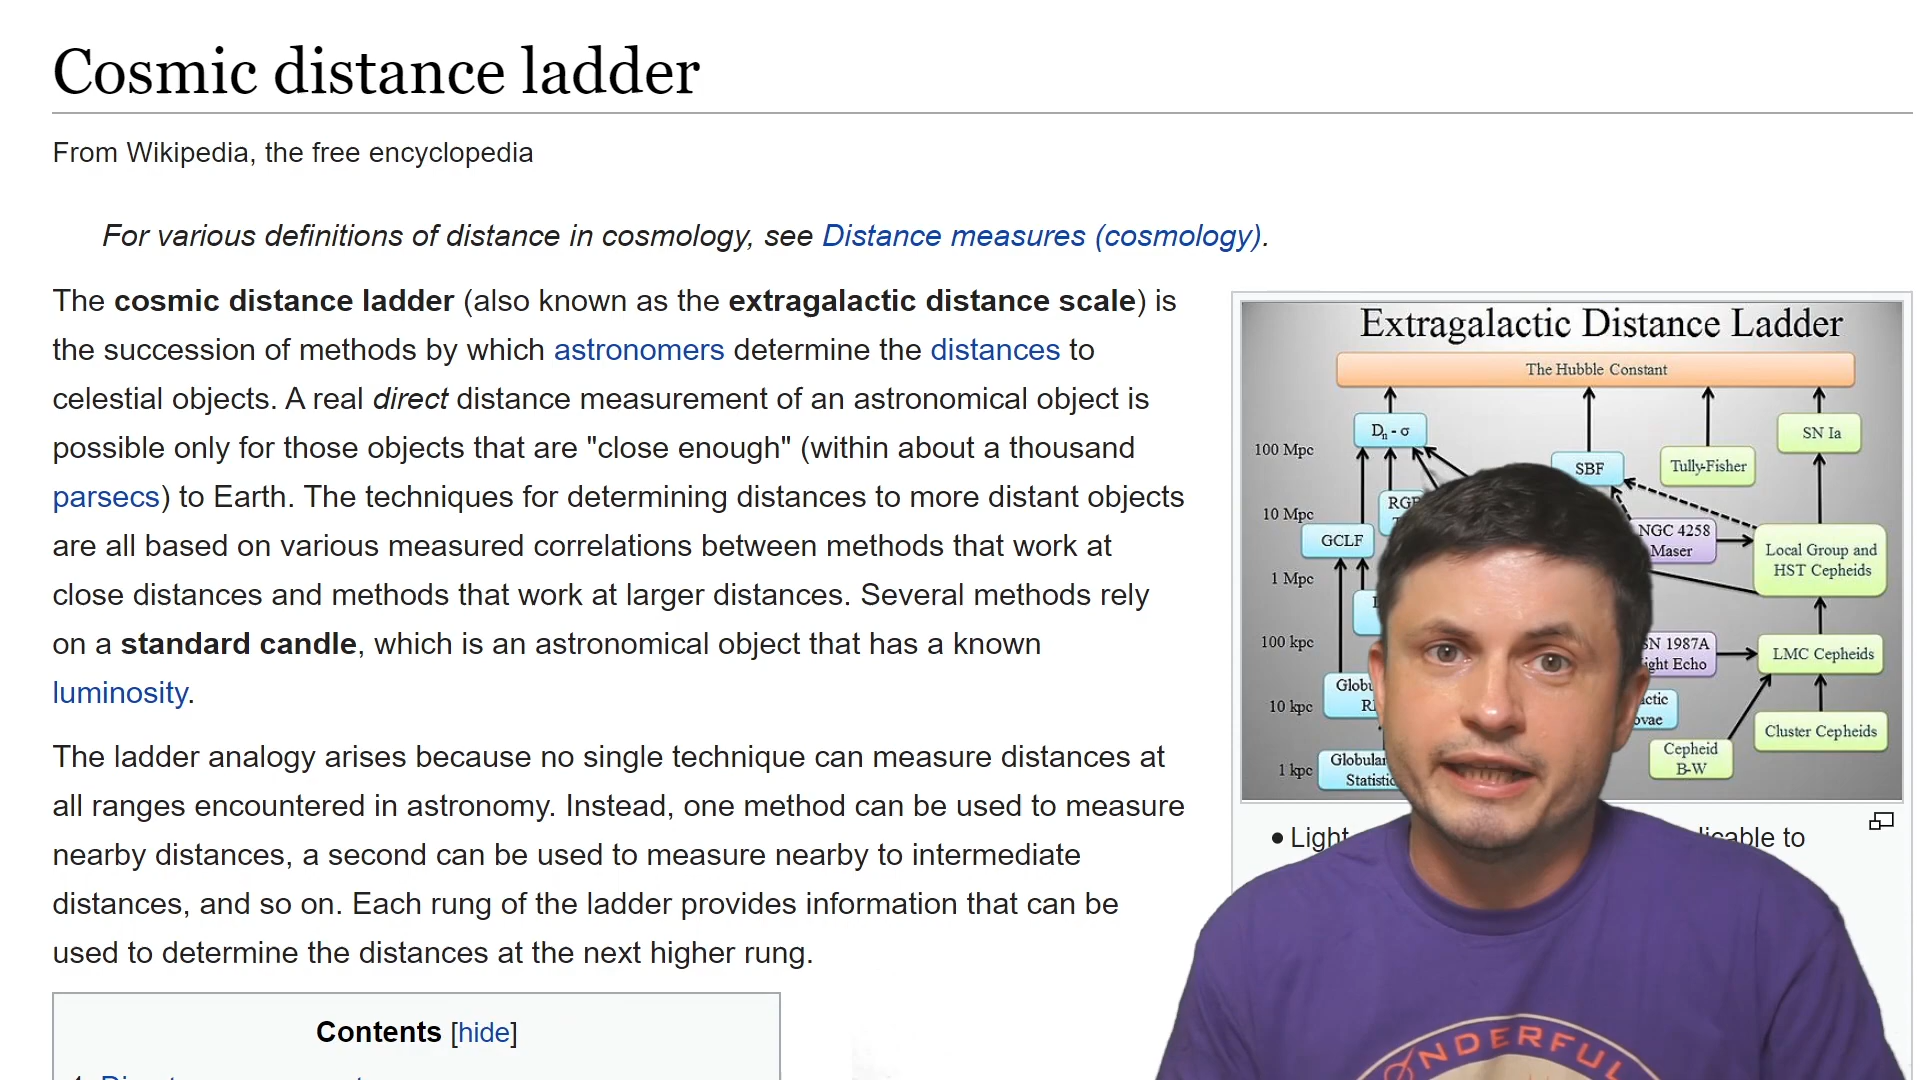 Cosmic distance ladder
From Wikipedia, the free encyclopedia
For various definitions of distance in cosmology, see Distance measures (cosmology).
The cosmic distance ladder (also known as the extragalactic distance scale) is
the succession of methods by which astronomers determine the distances to
celestial objects. A real direct distance measurement of an astronomical object is
possible only for those objects that are "close enough" (within about a thousand
parsecs) to Earth. The techniques for determining distances to more distant objects
are all based on various measured correlations between methods that work at
close distances and methods that work at larger distances. Several methods rely
on a standard candle, which is an astronomical object that has a known
luminosity.
The ladder analogy arises because no single technique can measure distances at
all ranges encountered in astronomy. Instead, one method can be used to measure
nearby distances, a second can be used to measure nearby to intermediate
distances, and so on. Each rung of the ladder provides information that can be
used to determine the distances at the next higher rung.
Contents [hide]
Extragalactic Distance Ladder
The Hubble Constant
Dn - σ
SN Ia
100 Mpc
SBF
Tully-Fisher
10 Mpc
GCLF
NGC 4258
Maser
Local Group and
HST Cepheids
1 Mpc
100 kpc
SN 1987A
LMC Cepheids
10 kpc
Cluster Cepheids
Cepheid
B-W
1 kpc
Globular
• Light
to